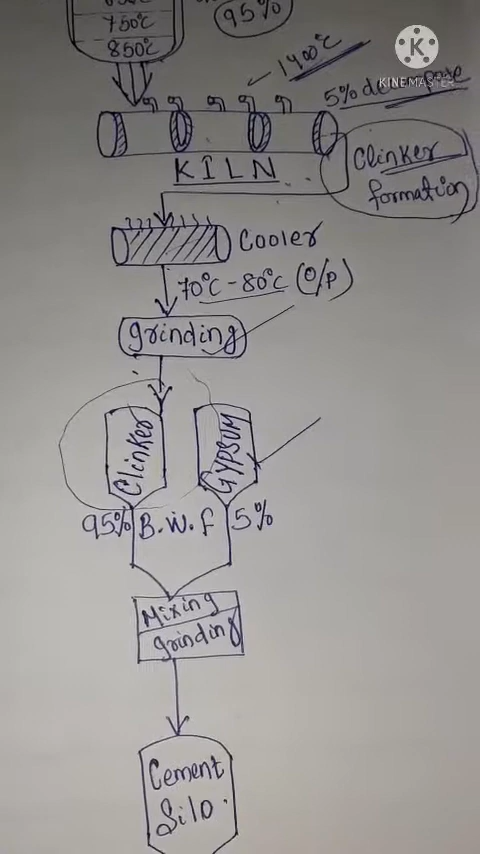 750°C
850°C
95%
1400°C
KINEMASTER
5%
KILN
Clinker
formation
Cooler
70°C-80°C (O/P)
grinding
Clinker
GYPSUM
95% B.W.F 5%
Mixing
grinding
Cement
Silo